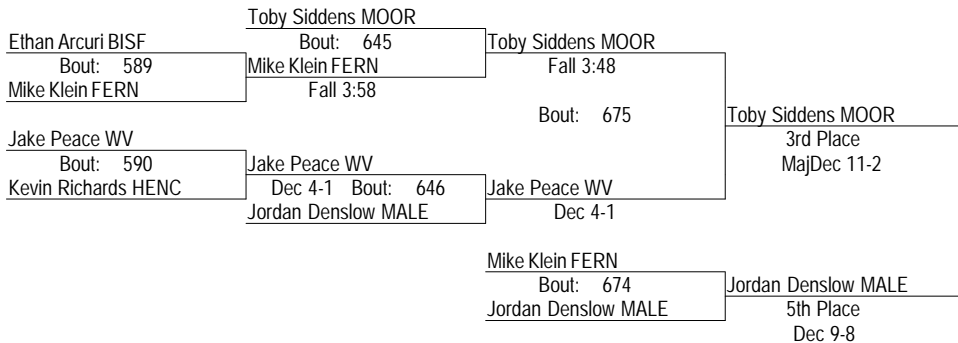 Toby Siddens MOOR
Ethan Arcuri BISF
Bout: 645
Toby Siddens MOOR
Bout: 589
Mike Klein FERN
Fall 3:48
Mike Klein FERN
Fall 3:58
Bout: 675
Toby Siddens MOOR
Jake Peace WV
3rd Place
Bout: 590
Jake Peace WV
MajDec 11-2
Kevin Richards HENC
Dec 4-1 Bout: 646
Jake Peace WV
Jordan Denslow MALE
Dec 4-1
Mike Klein FERN
Bout: 674
Jordan Denslow MALE
Jordan Denslow MALE
5th Place
Dec 9-8